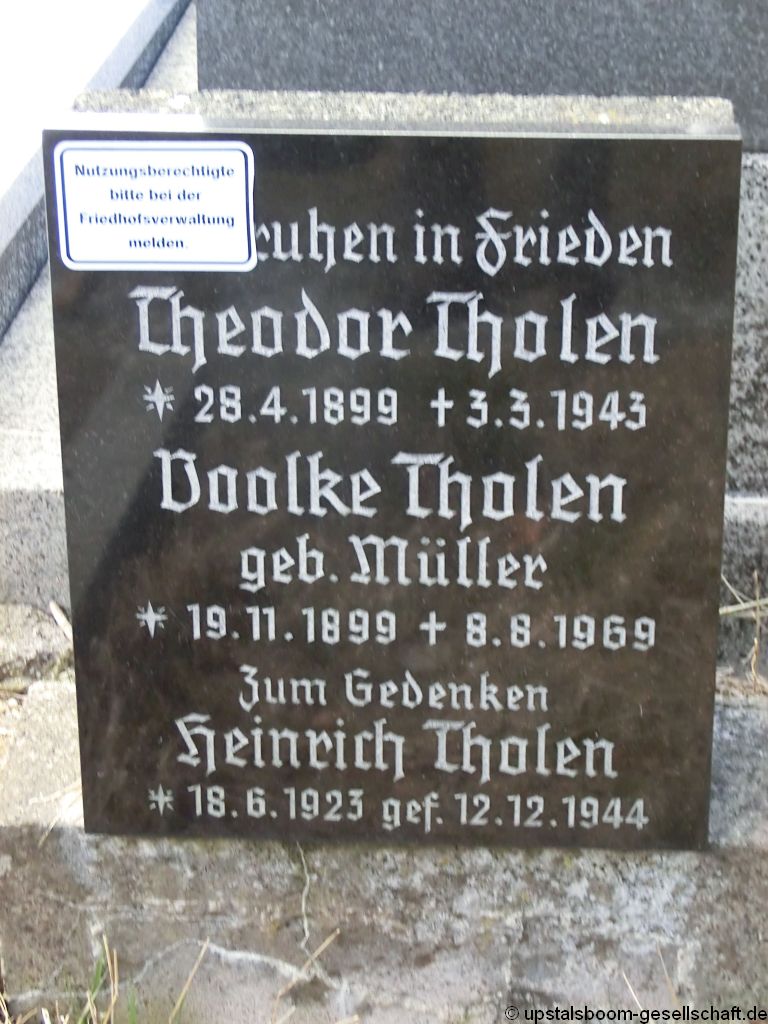 Nutzungsberechtigte
bitte bei der
Friedhofsverwaltung
melden.
ruhen in Frieden
Theodor Tholen
* 28.4.1899 † 3.3.1943
Voolke Tholen
geb. Müller
* 19.11.1899 † 8.8.1969
Zum Gedenken
Heinrich Tholen
* 18.6.1923 gef. 12.12.1944
© upstalsboom-gesellschaft.de